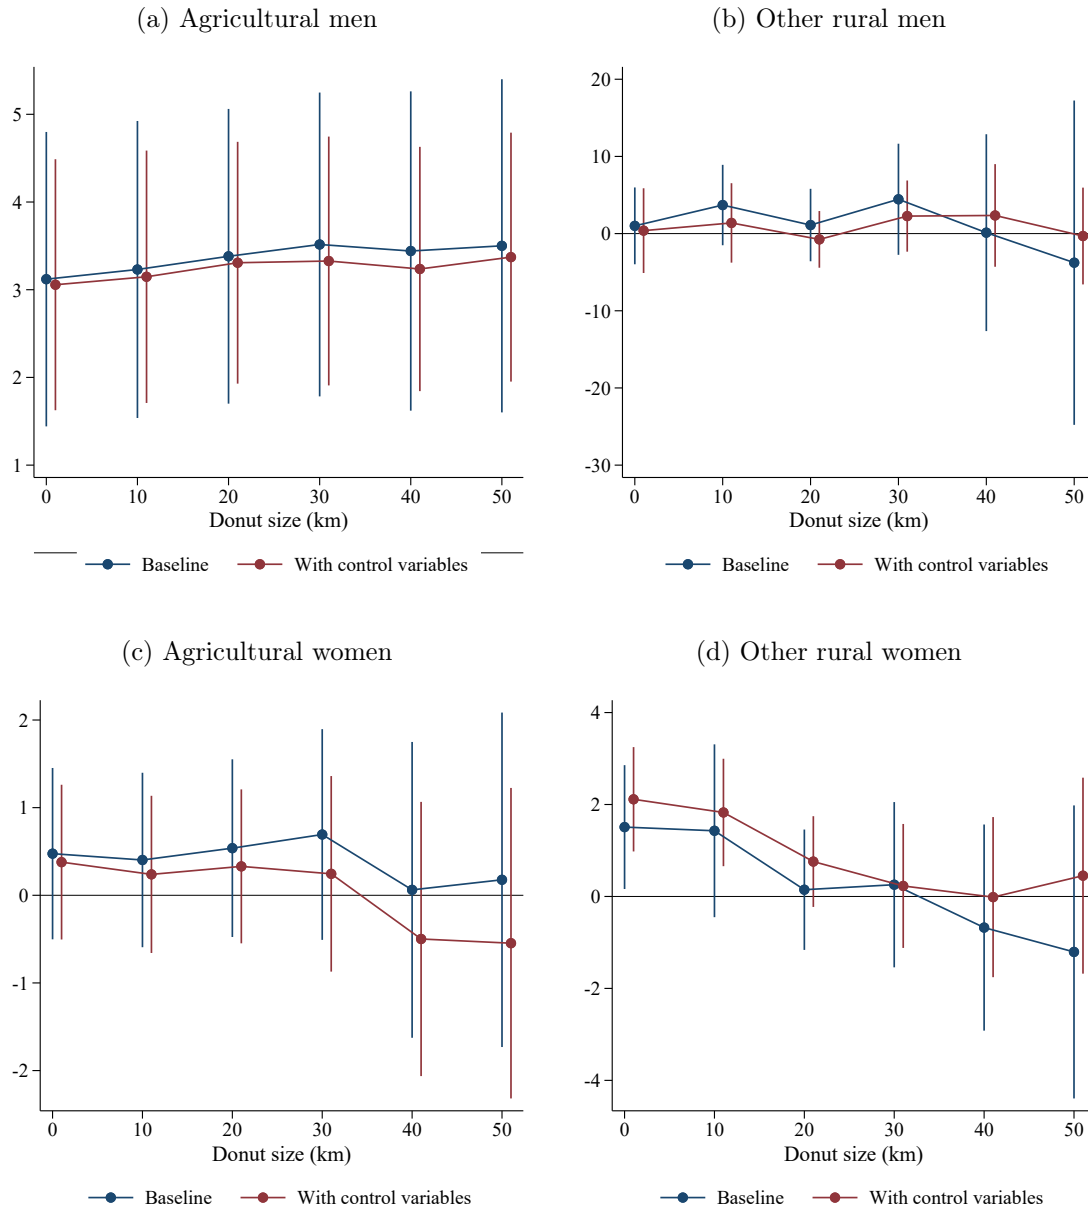 (a) Agricultural men
5
4
3
2
1
0 10 20 30 40 50
Donut size (km)
Baseline With control variables
(b) Other rural men
20
10
0
-10
-20
-30
0 10 20 30 40 50
Donut size (km)
Baseline With control variables
(c) Agricultural women
2
1
0
-1
-2
0 10 20 30 40 50
Donut size (km)
Baseline With control variables
(d) Other rural women
4
2
0
-2
-4
0 10 20 30 40 50
Donut size (km)
Baseline With control variables